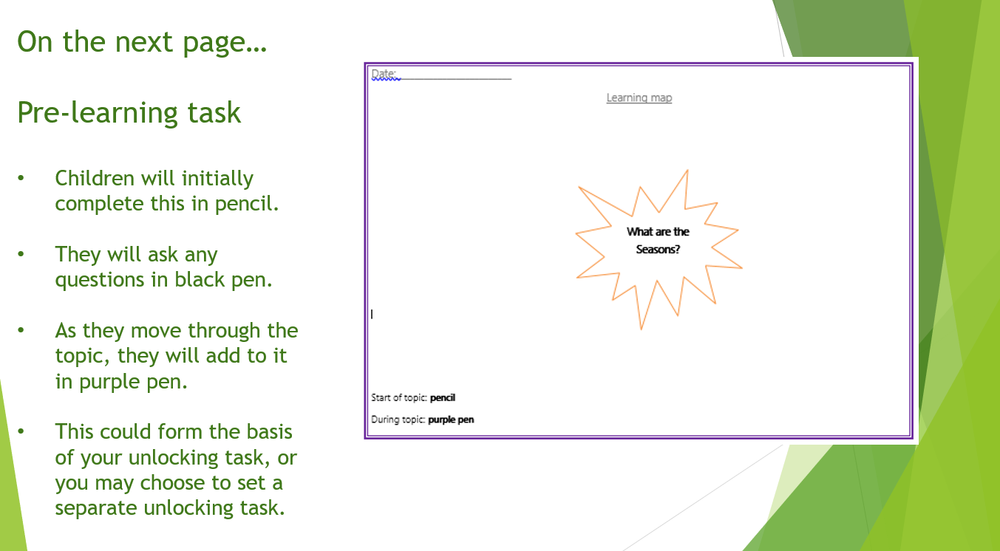 On the next page…
Pre-learning task
• Children will initially
complete this in pencil.
• They will ask any
questions in black pen.
• As they move through the
topic, they will add to it
in purple pen.
• This could form the basis
of your unlocking task, or
you may choose to set a
separate unlocking task.
Date:______________________
Learning map
What are the
Seasons?
Start of topic: pencil
During topic: purple pen